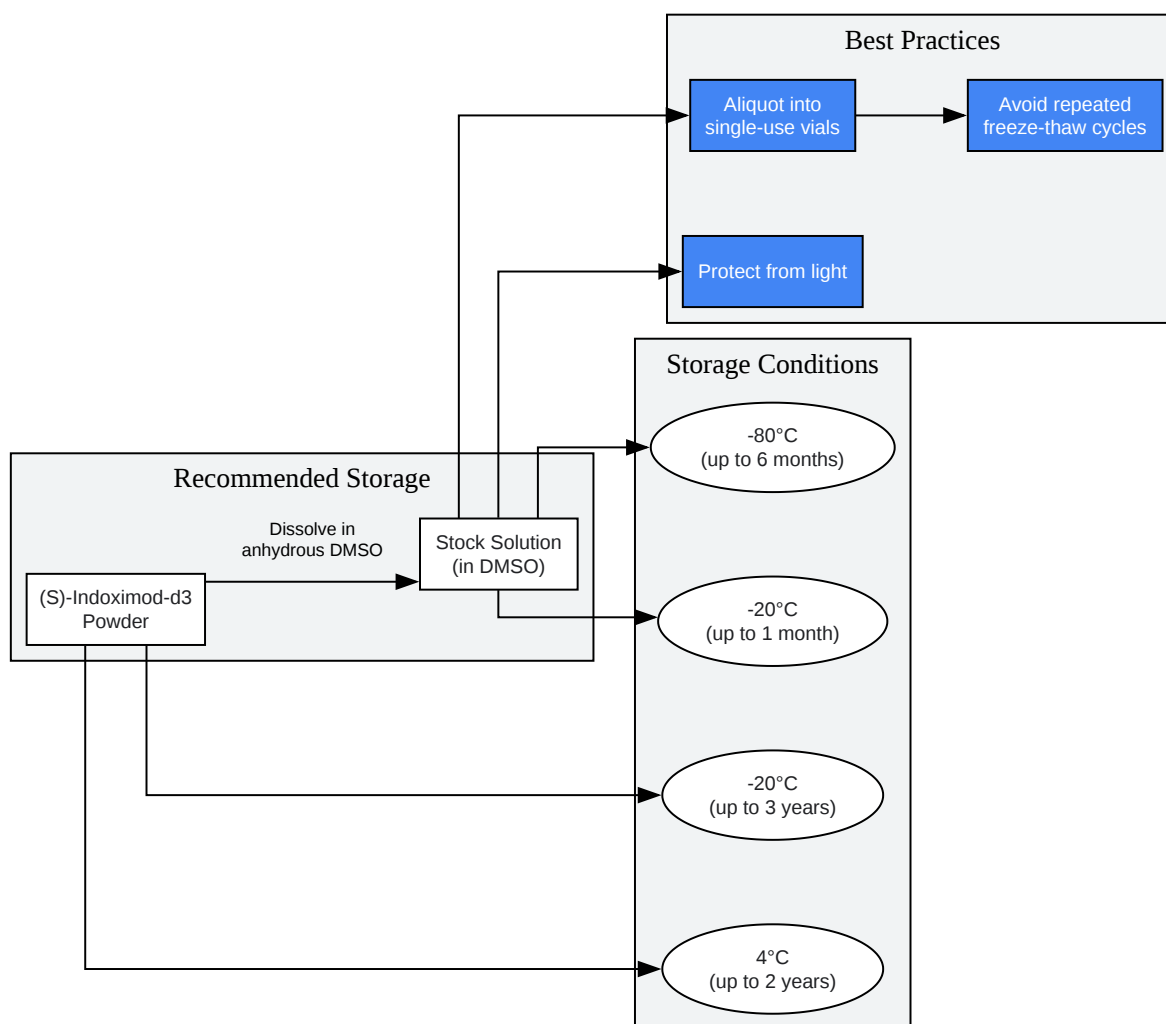 Best Practices
Aliquot into
single-use vials
Avoid repeated
freeze-thaw cycles
Protect from light
Storage Conditions
-80°C
(up to 6 months)
Recommended Storage
Dissolve in
anhydrous DMSO
Stock Solution
(in DMSO)
(S)-Indoximod-d3
Powder
-20°C
(up to 1 month)
-20°C
(up to 3 years)
4°C
(up to 2 years)